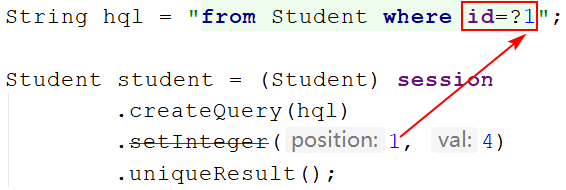 String hql = "from Student where id=?1";
Student student = (Student) session
.createQuery(hql)
.setInteger( position: 1, val: 4)
.uniqueResult();